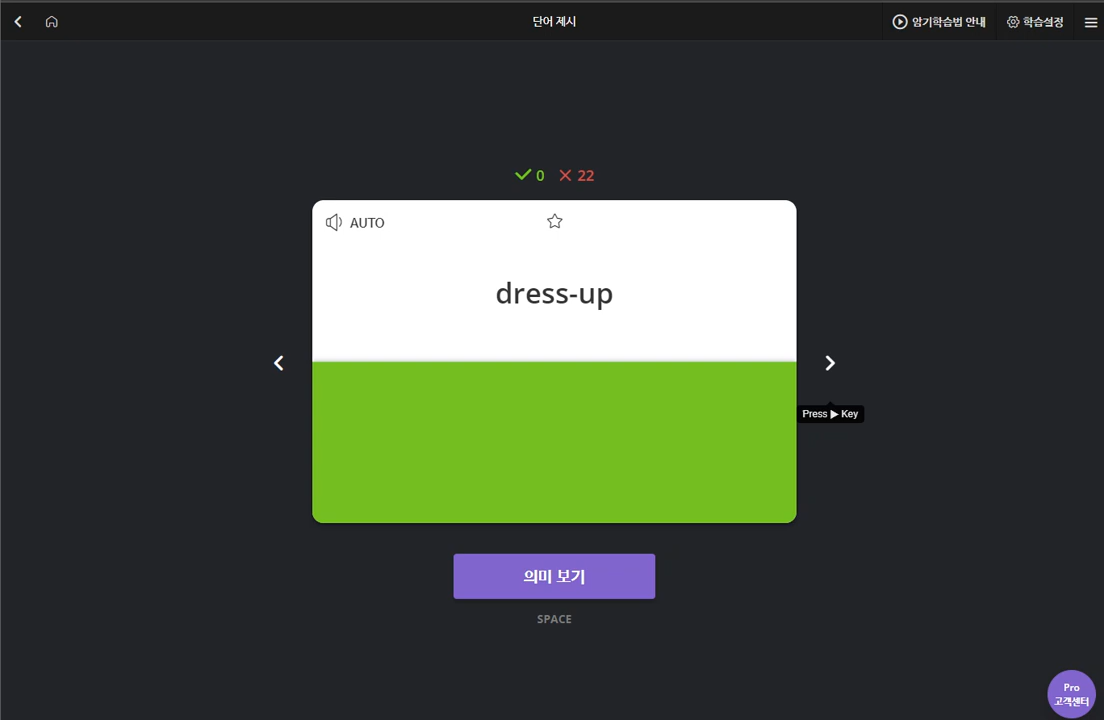 단어 제시
암기학습법 안내
학습설정
0 22
AUTO
dress-up
Press ▶ Key
의미 보기
SPACE
Pro
고객센터